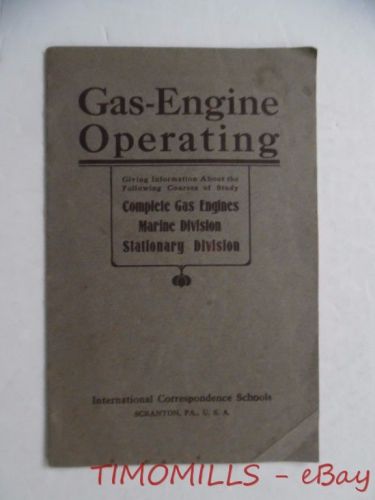 Gas-Engine
Operating
Giving Information About the
Following Courses of Study
Complete Gas Engines
Marine Division
Stationary Division
International Correspondence Schools
SCRANTON, PA., U. S. A.
TIMOMILLS - eBay